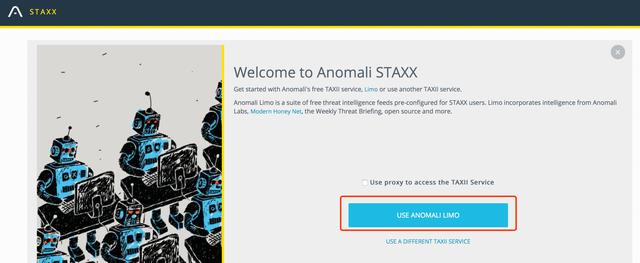 STAXX
Welcome to Anomali STAXX
Get started with Anomali's free TAXII service, Limo or use another TAXII service.
Anomali Limo is a suite of free threat intelligence feeds pre-configured for STAXX users. Limo incorporates intelligence from Anomali
Labs, Modern Honey Net, the Weekly Threat Briefing, open source and more.
Use proxy to access the TAXII Service
USE ANOMALI LIMO
USE A DIFFERENT TAXII SERVICE